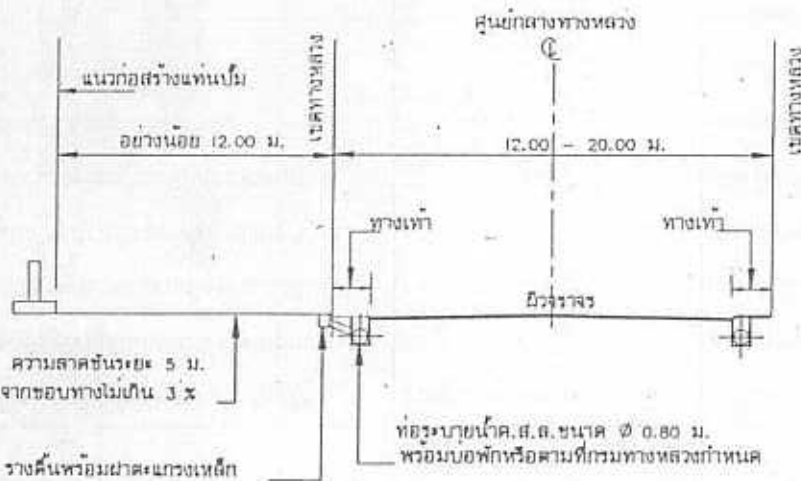 ศูนย์กลางทางหลวง
℄
แนวก่อสร้างแท่นปั๊ม
เขตทางหลวง
เขตทางหลวง
อย่างน้อย 12.00 ม.
12.00 - 20.00 ม.
ทางเท้า
ทางเท้า
ผิวจราจร
ความลาดชันระยะ 5 ม.
จากขอบทางไม่เกิน 3 %
ท่อระบายน้ำค.ส.ล.ขนาด Ø 0.80 ม.
พร้อมบ่อพักหรือตามที่กรมทางหลวงกำหนด
รางตื้นพร้อมฝาตะแกรงเหล็ก